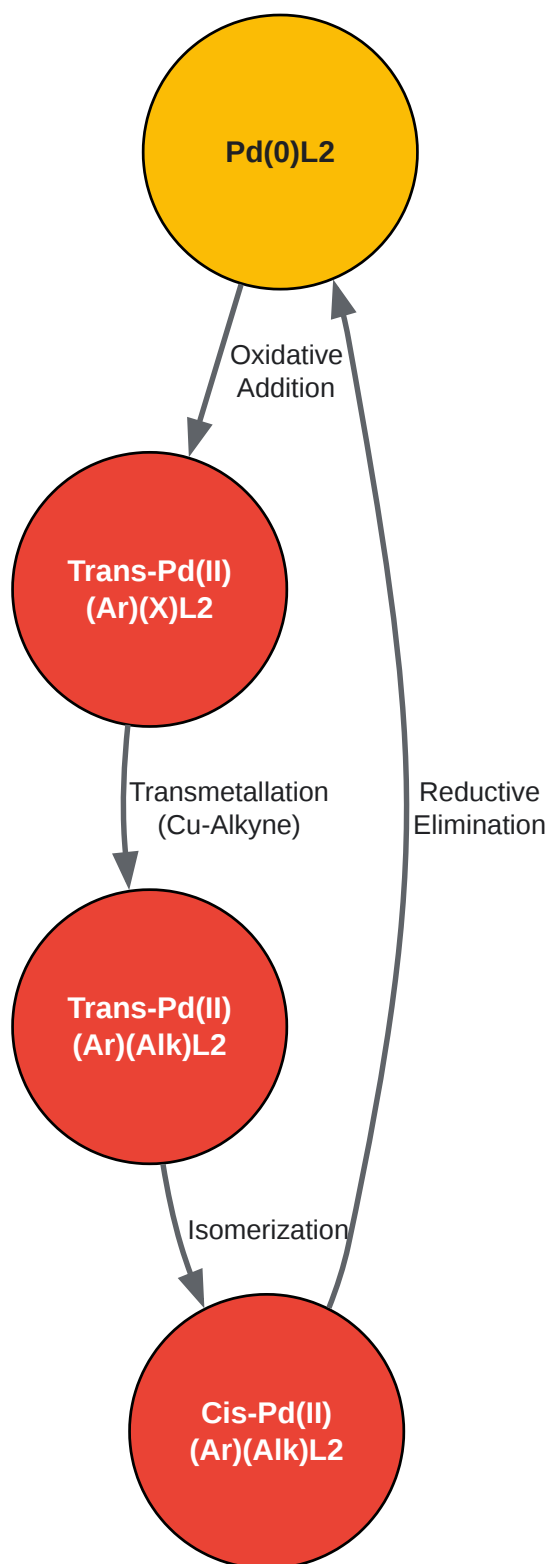 Pd(0)L2
Oxidative
Addition
Trans-Pd(II)
(Ar)(X)L2
Transmetallation
(Cu-Alkyne)
Reductive
Elimination
Trans-Pd(II)
(Ar)(Alk)L2
Isomerization
Cis-Pd(II)
(Ar)(Alk)L2